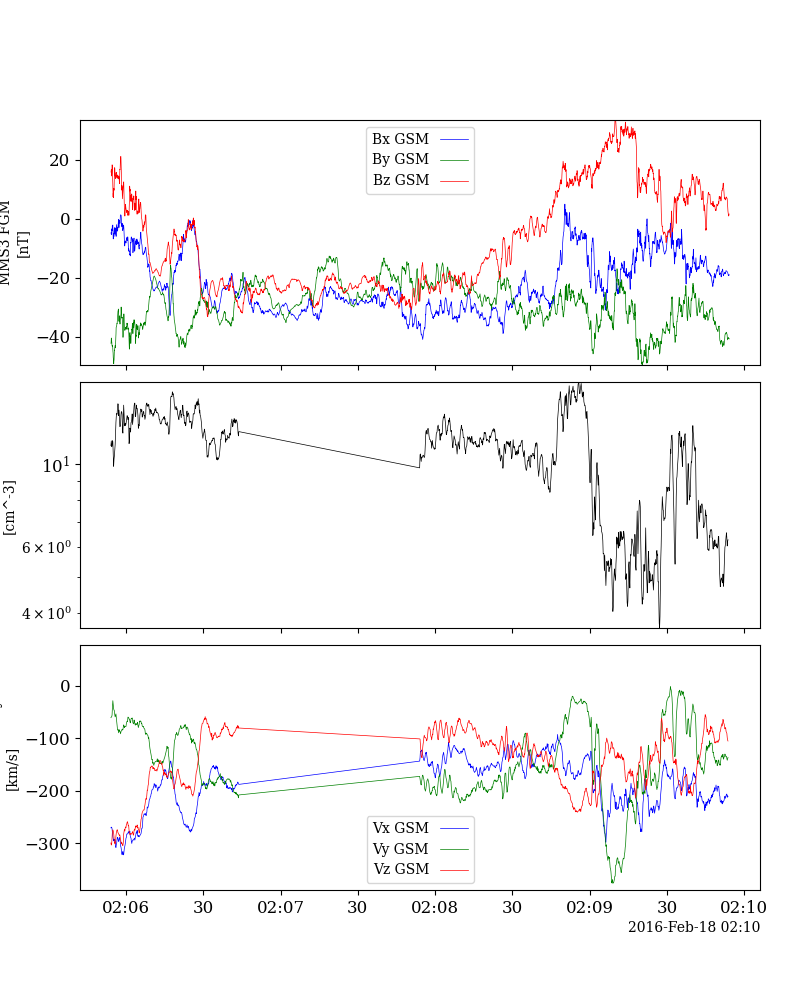 MMS3 FGM
[nT]
20
0
−20
−40
Bx GSM
By GSM
Bz GSM
[cm^-3]
10^1
6 × 10^0
4 × 10^0
[km/s]
0
−100
−200
−300
Vx GSM
Vy GSM
Vz GSM
02:06 30 02:07 30 02:08 30 02:09 30 02:10
2016-Feb-18 02:10